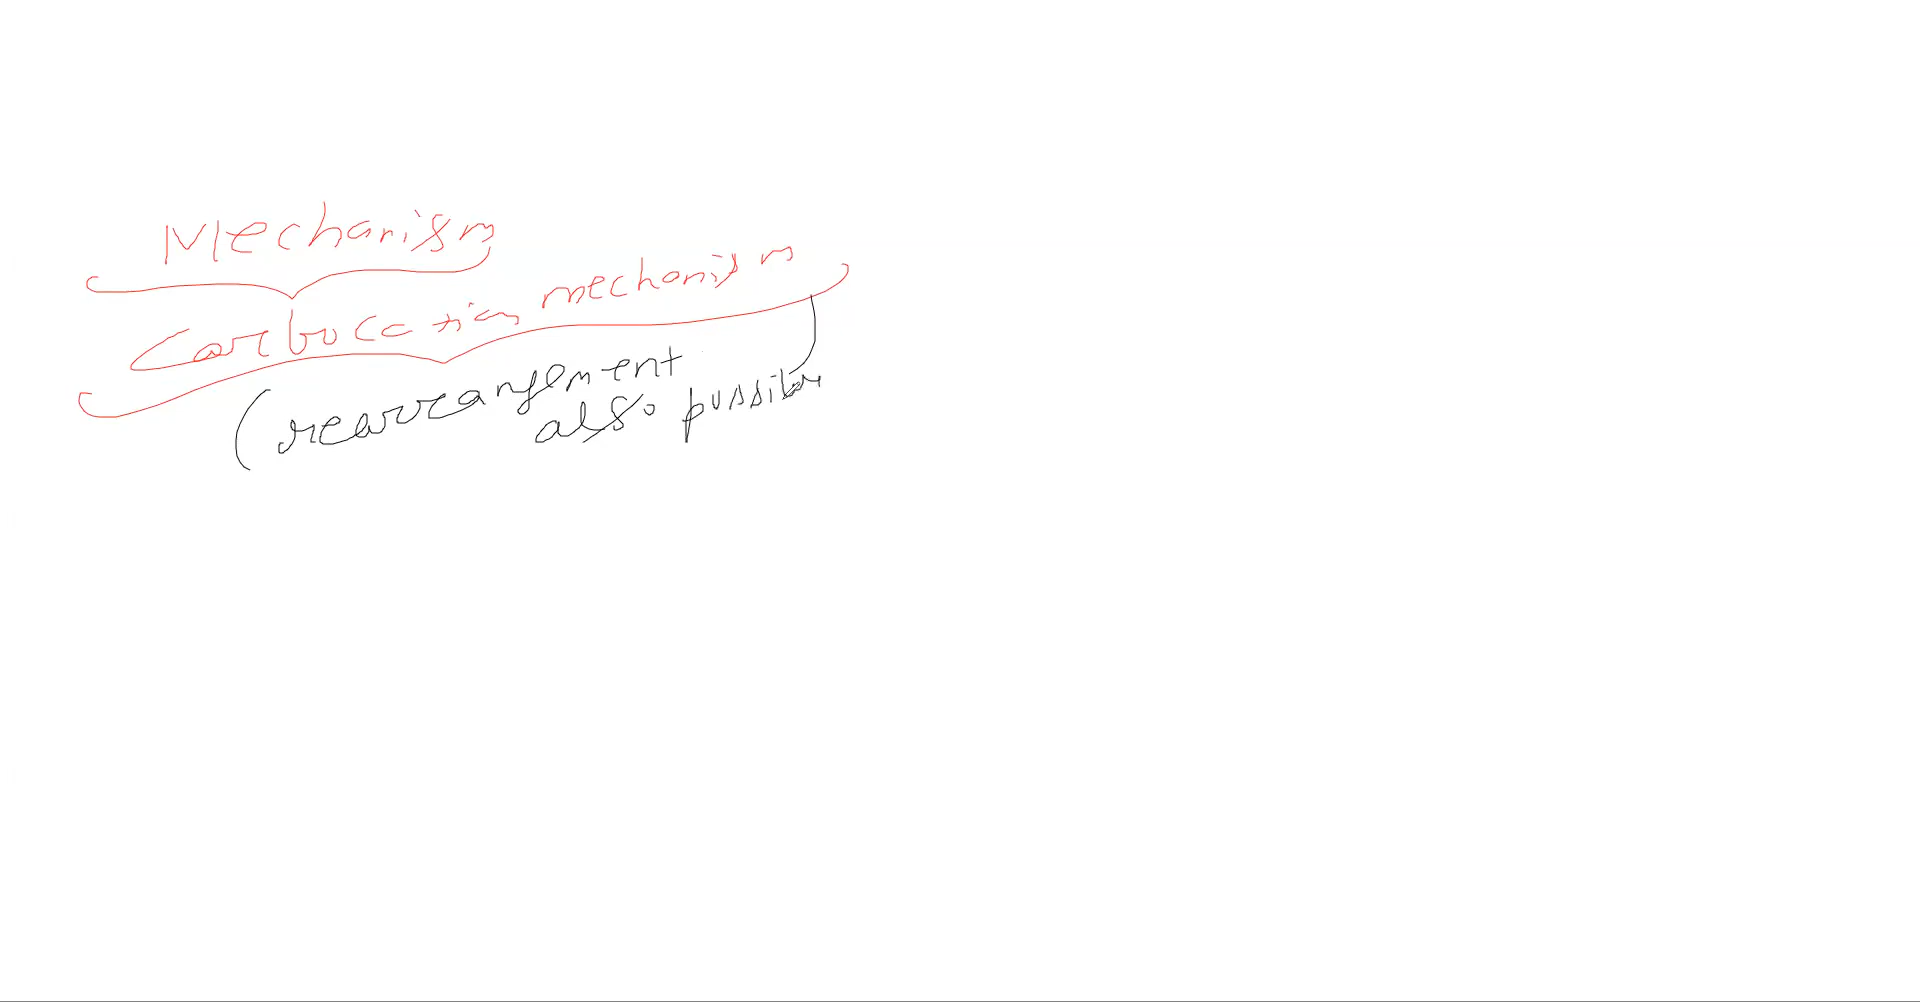 Mechanism
Carbocation mechanism
(rearrangement
also possible